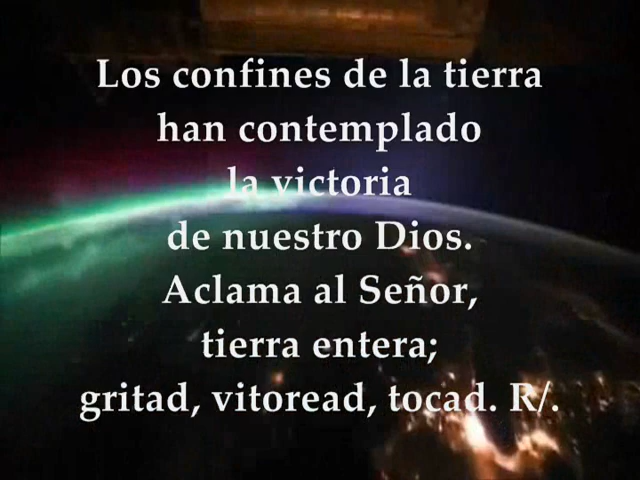 Los confines de la tierra
han contemplado
la victoria
de nuestro Dios.
Aclama al Señor,
tierra entera;
gritad, vitoread, tocad. R/.